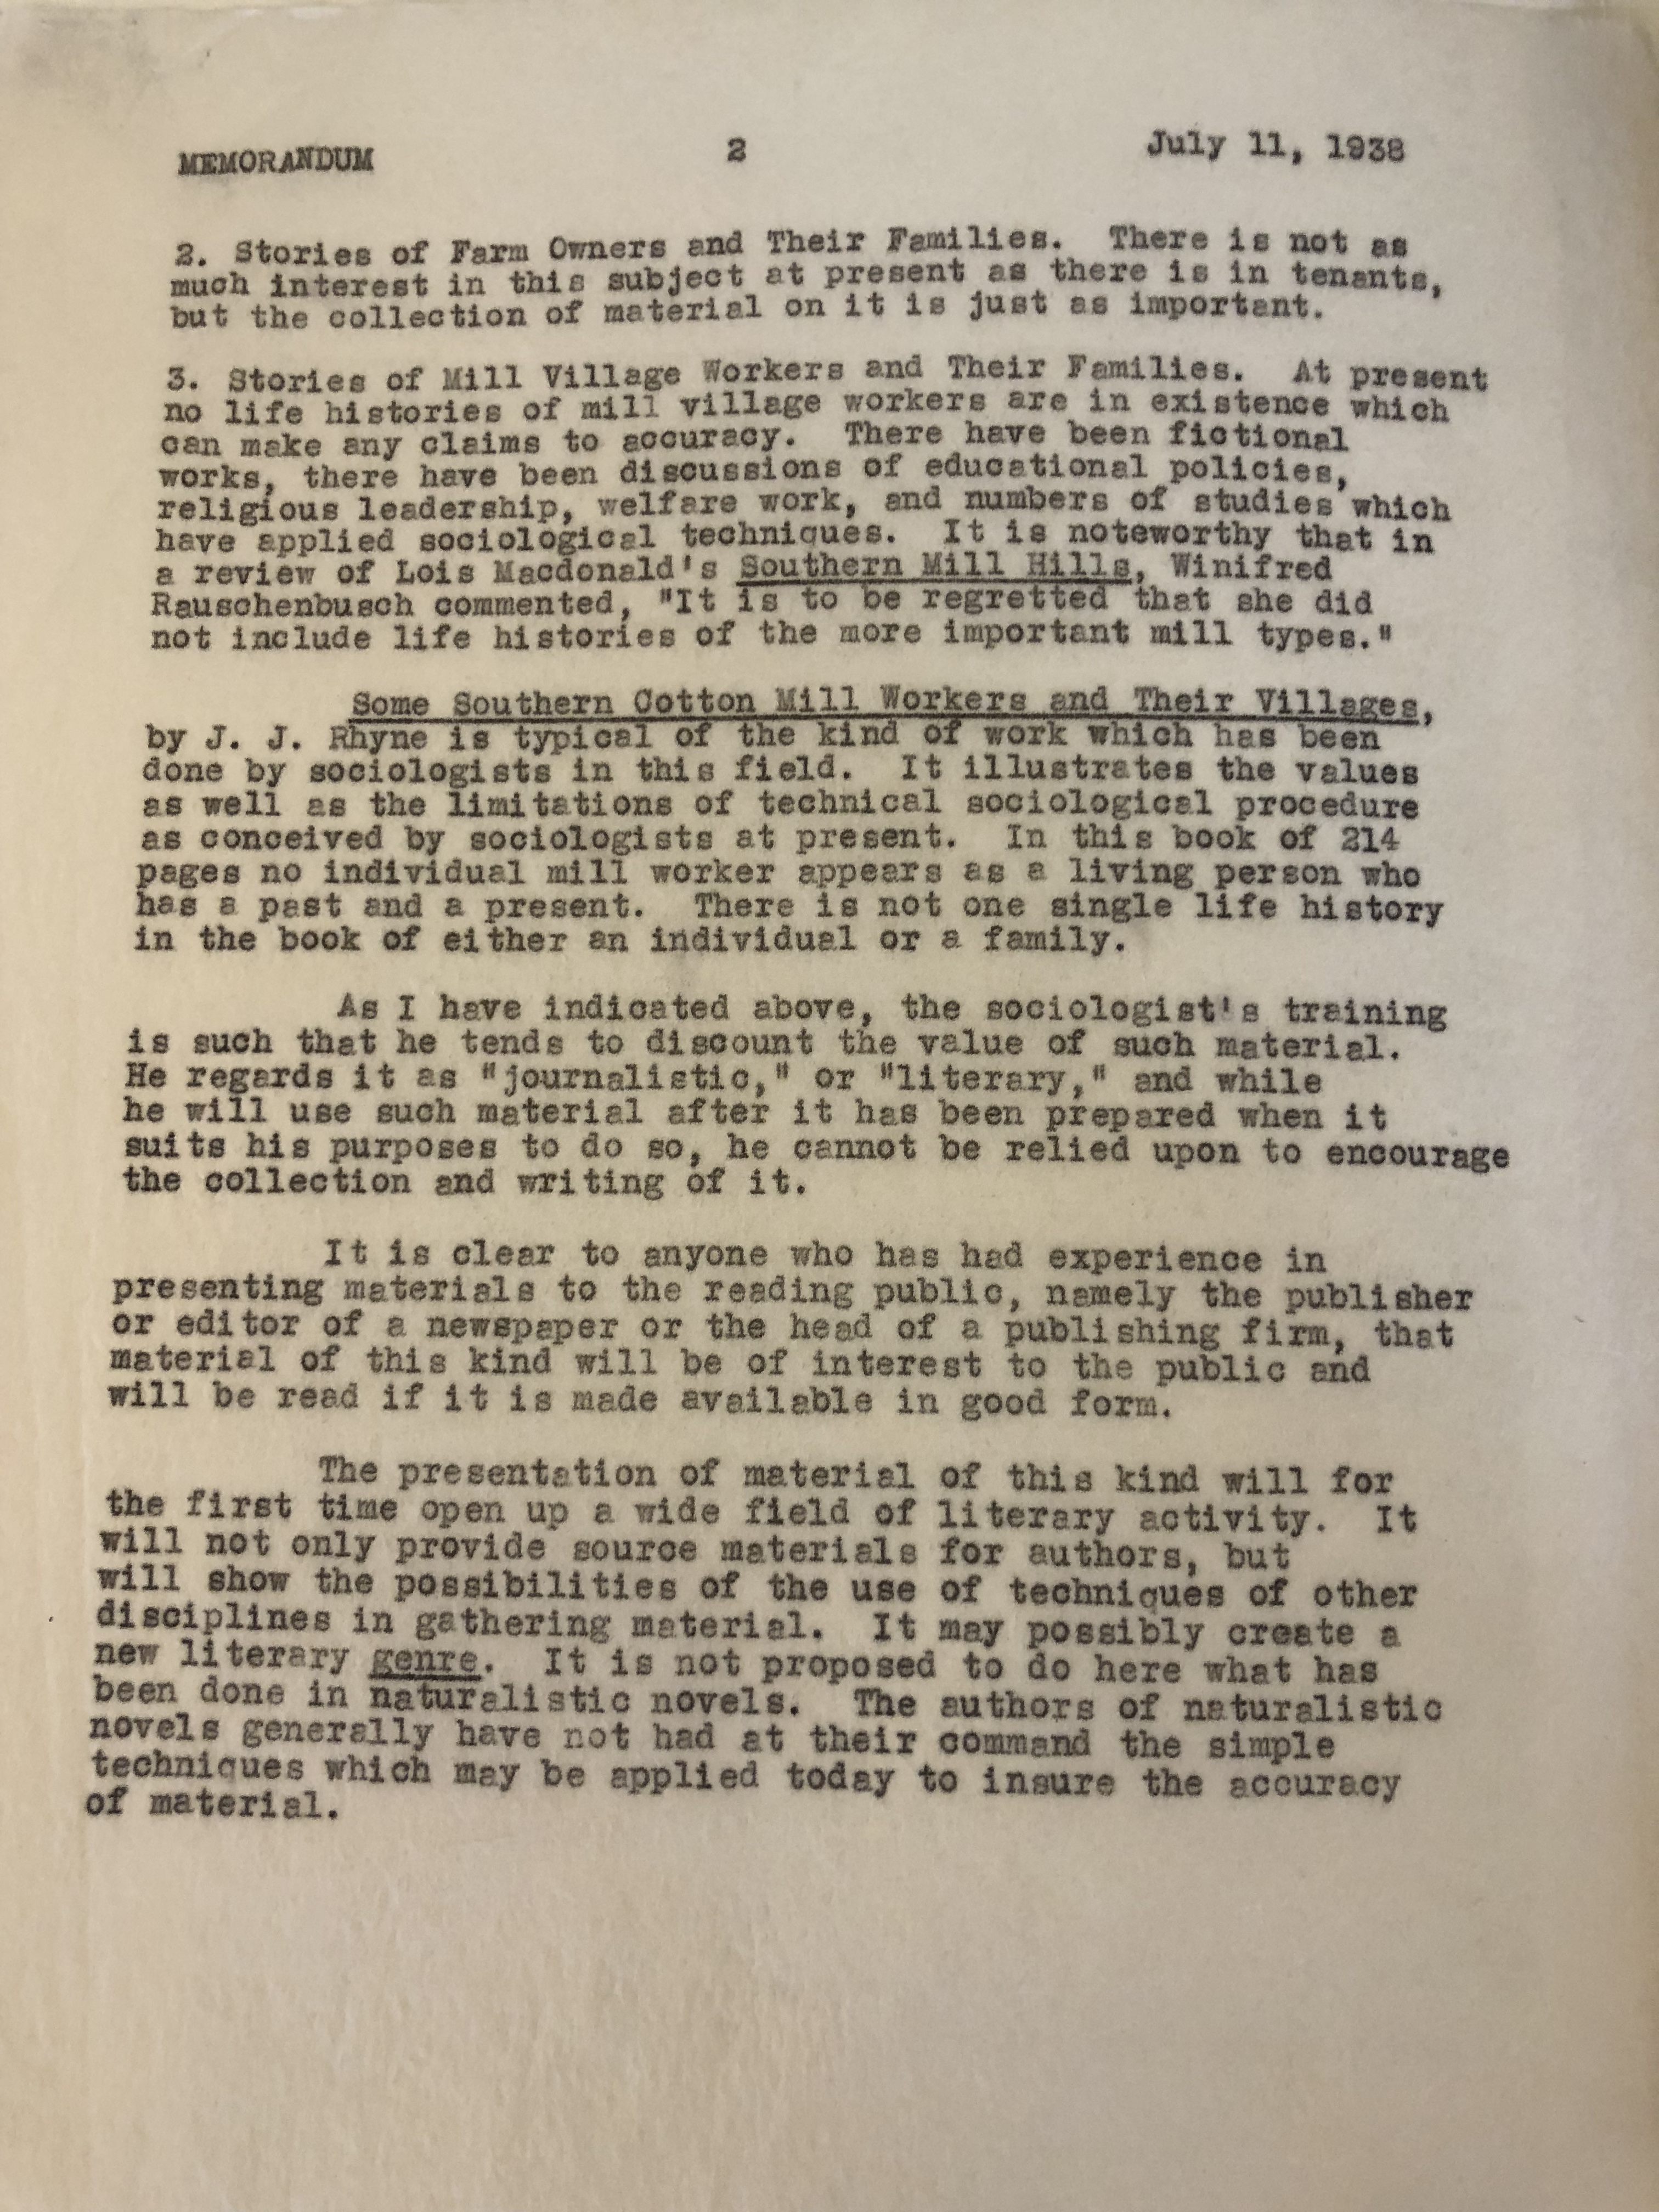 MEMORANDUM 2 July 11, 1938
2. Stories of Farm Owners and Their Families. There is not as
much interest in this subject at present as there is in tenants,
but the collection of material on it is just as important.
3. Stories of Mill Village Workers and Their Families. At present
no life histories of mill village workers are in existence which
can make any claims to accuracy. There have been fictional
works, there have been discussions of educational policies,
religious leadership, welfare work, and numbers of studies which
have applied sociological techniques. It is noteworthy that in
a review of Lois Macdonald's Southern Mill Hills, Winifred
Rauschenbusch commented, "It is to be regretted that she did
not include life histories of the more important mill types."
Some Southern Cotton Mill Workers and Their Villages,
by J. J. Rhyne is typical of the kind of work which has been
done by sociologists in this field. It illustrates the values
as well as the limitations of technical sociological procedure
as conceived by sociologists at present. In this book of 214
pages no individual mill worker appears as a living person who
has a past and a present. There is not one single life history
in the book of either an individual or a family.
As I have indicated above, the sociologist's training
is such that he tends to discount the value of such material.
He regards it as "journalistic," or "literary," and while
he will use such material after it has been prepared when it
suits his purposes to do so, he cannot be relied upon to encourage
the collection and writing of it.
It is clear to anyone who has had experience in
presenting materials to the reading public, namely the publisher
or editor of a newspaper or the head of a publishing firm, that
material of this kind will be of interest to the public and
will be read if it is made available in good form.
The presentation of material of this kind will for
the first time open up a wide field of literary activity. It
will not only provide source materials for authors, but
will show the possibilities of the use of techniques of other
disciplines in gathering material. It may possibly create a
new literary genre. It is not proposed to do here what has
been done in naturalistic novels. The authors of naturalistic
novels generally have not had at their command the simple
techniques which may be applied today to insure the accuracy
of material.